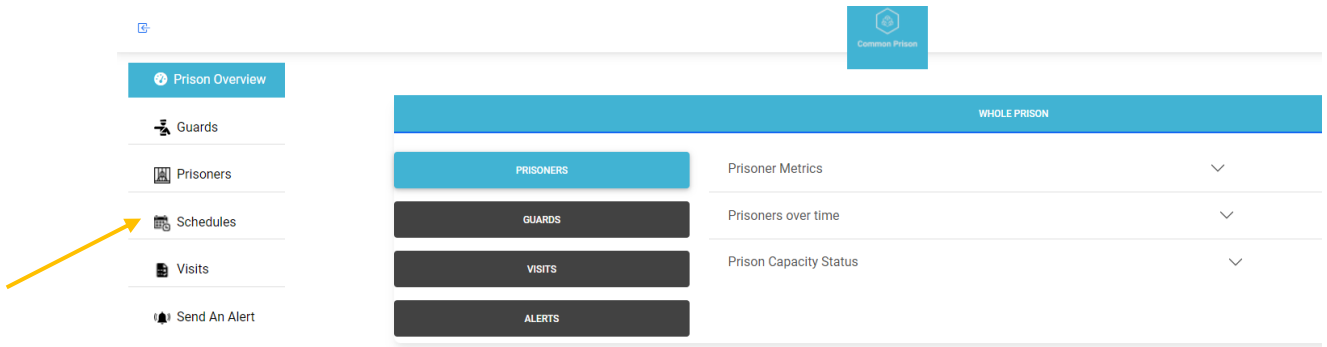 Common Prison
Prison Overview
Guards
Prisoners
Schedules
Visits
Send An Alert
WHOLE PRISON
PRISONERS
GUARDS
VISITS
ALERTS
Prisoner Metrics
Prisoners over time
Prison Capacity Status